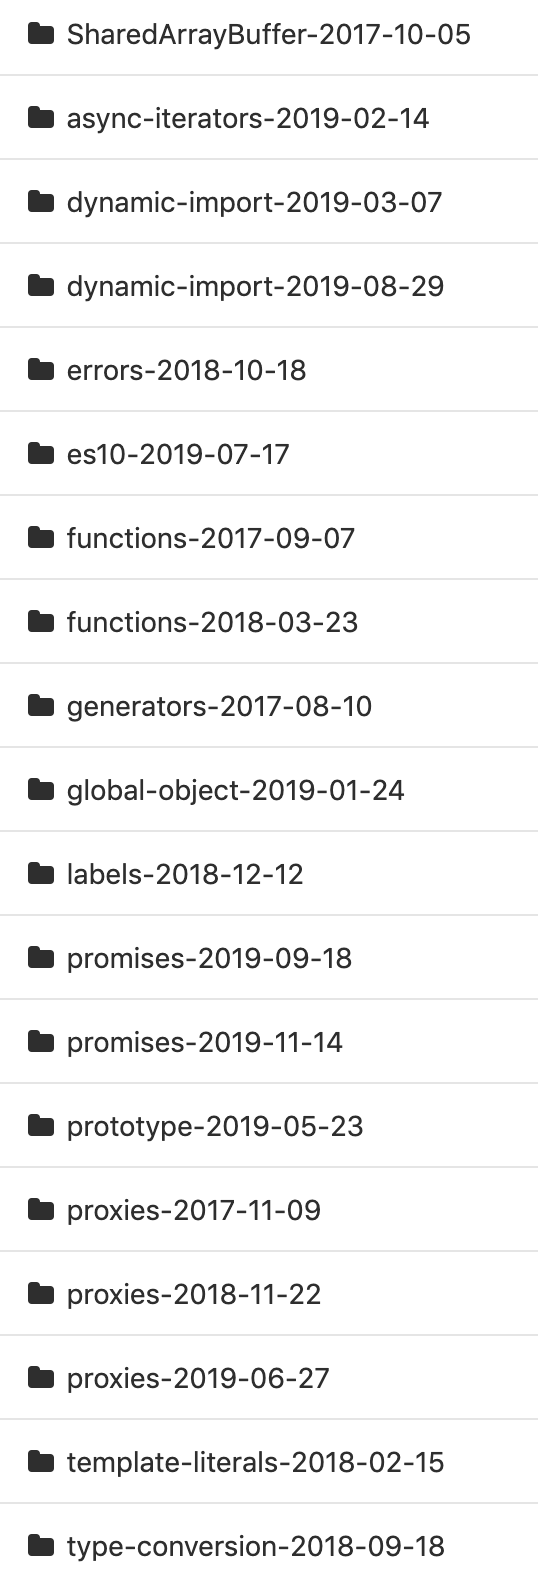 SharedArrayBuffer-2017-10-05
async-iterators-2019-02-14
dynamic-import-2019-03-07
dynamic-import-2019-08-29
errors-2018-10-18
es10-2019-07-17
functions-2017-09-07
functions-2018-03-23
generators-2017-08-10
global-object-2019-01-24
labels-2018-12-12
promises-2019-09-18
promises-2019-11-14
prototype-2019-05-23
proxies-2017-11-09
proxies-2018-11-22
proxies-2019-06-27
template-literals-2018-02-15
type-conversion-2018-09-18